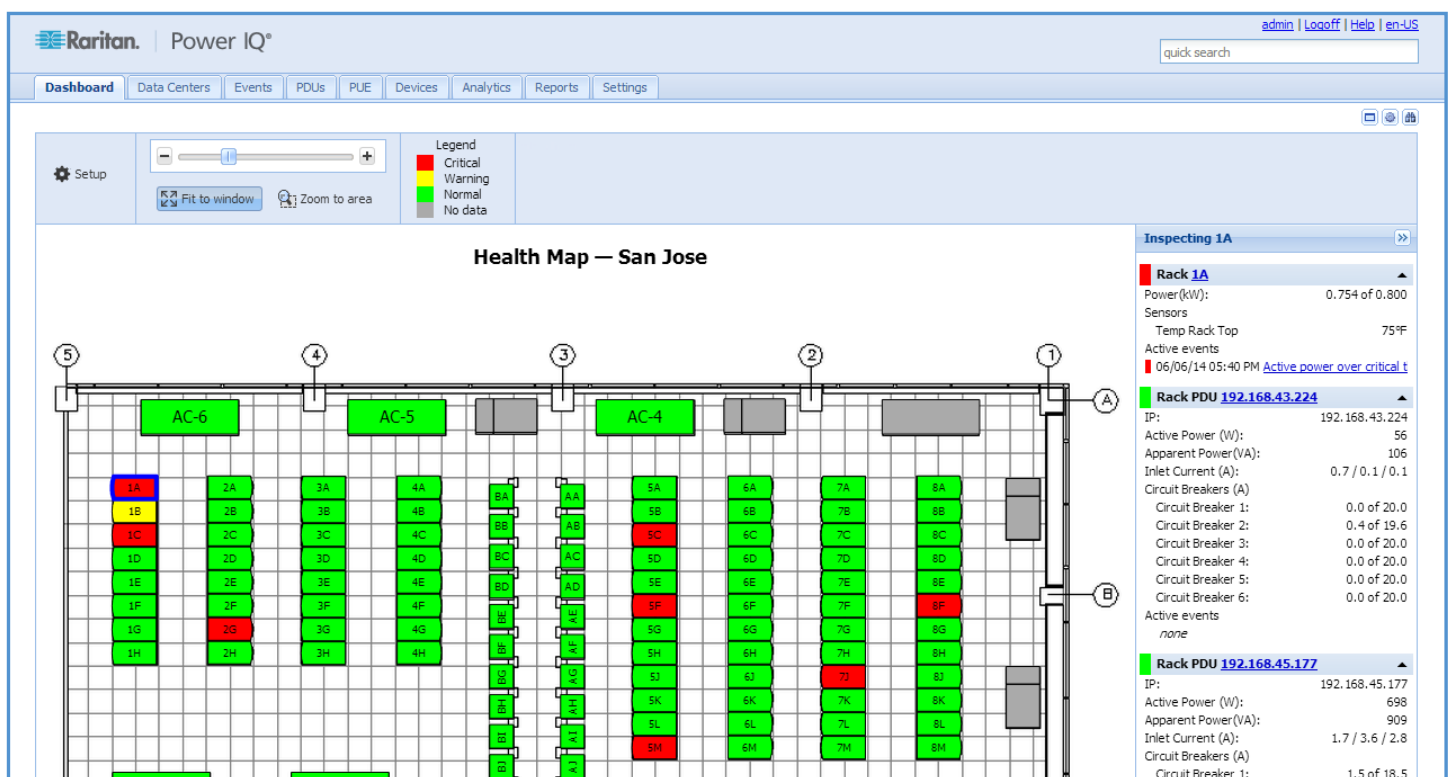 Raritan. Power IQ®
admin | Logoff | Help | en-US
quick search
Dashboard Data Centers Events PDUs PUE Devices Analytics Reports Settings
Setup
Fit to window Zoom to area
Legend
Critical
Warning
Normal
No data
Health Map — San Jose
5 4 3 2 1
A
B
AC-6 AC-5 AC-4
1A 2A 3A 4A BA AA 5A 6A 7A 8A
1B 2B 3B 4B BB AB 5B 6B 7B 8B
1C 2C 3C 4C BC AC 5C 6C 7C 8C
1D 2D 3D 4D BD AD 5D 6D 7D 8D
1E 2E 3E 4E BE AE 5E 6E 7E 8E
1F 2F 3F 4F BF AF 5F 6F 7F 8F
1G 2G 3G 4G BG AG 5G 6G 7G 8G
1H 2H 3H 4H BH AH 5H 6H 7H 8H
BI AI 5J 6J 7J 8J
BJ AJ 5K 6K 7K 8K
5L 6L 7L 8L
5M 6M 7M 8M
Inspecting 1A
Rack 1A
Power(kW): 0.754 of 0.800
Sensors
Temp Rack Top 75°F
Active events
06/06/14 05:40 PM Active power over critical t
Rack PDU 192.168.43.224
IP: 192.168.43.224
Active Power (W): 56
Apparent Power(VA): 106
Inlet Current (A): 0.7 / 0.1 / 0.1
Circuit Breakers (A)
Circuit Breaker 1: 0.0 of 20.0
Circuit Breaker 2: 0.4 of 19.6
Circuit Breaker 3: 0.0 of 20.0
Circuit Breaker 4: 0.0 of 20.0
Circuit Breaker 5: 0.0 of 20.0
Circuit Breaker 6: 0.0 of 20.0
Active events
none
Rack PDU 192.168.45.177
IP: 192.168.45.177
Active Power (W): 698
Apparent Power(VA): 909
Inlet Current (A): 1.7 / 3.6 / 2.8
Circuit Breakers (A)
Circuit Breaker 1: 1.5 of 18.5